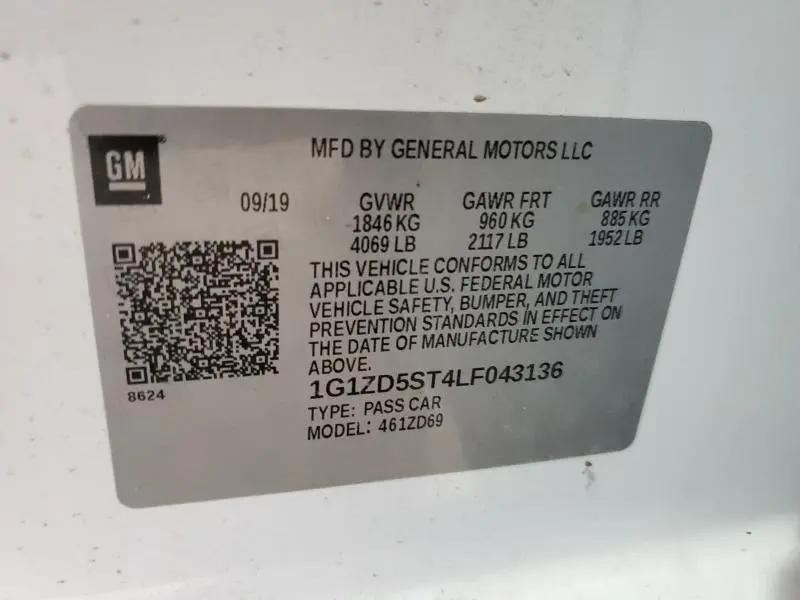 GM
MFD BY GENERAL MOTORS LLC
09/19 GVWR GAWR FRT GAWR RR
1846 KG 960 KG 885 KG
4069 LB 2117 LB 1952 LB
THIS VEHICLE CONFORMS TO ALL
APPLICABLE U.S. FEDERAL MOTOR
VEHICLE SAFETY, BUMPER, AND THEFT
PREVENTION STANDARDS IN EFFECT ON
THE DATE OF MANUFACTURE SHOWN
ABOVE.
1G1ZD5ST4LF043136
TYPE: PASS CAR
MODEL: 461ZD69
8624